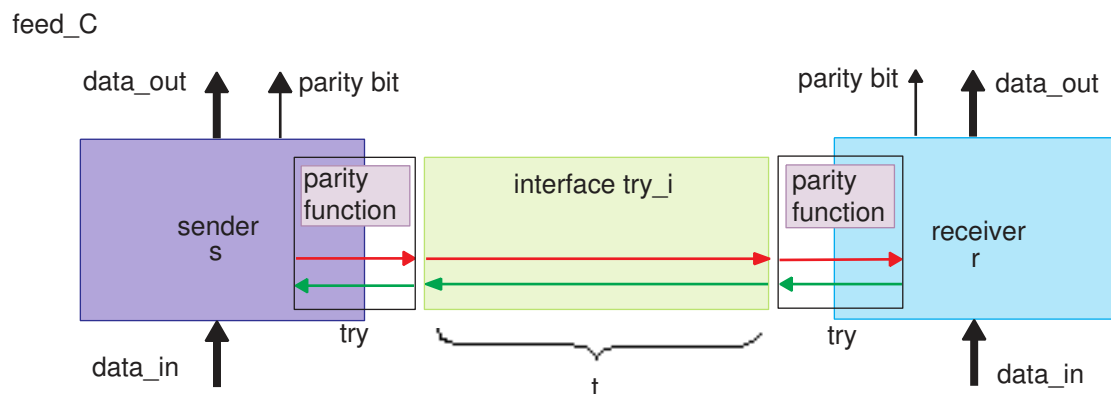 feed_C
data_out
parity bit
parity bit
data_out
parity
function
interface try_i
parity
function
sender
s
receiver
r
try
try
data_in
t
data_in